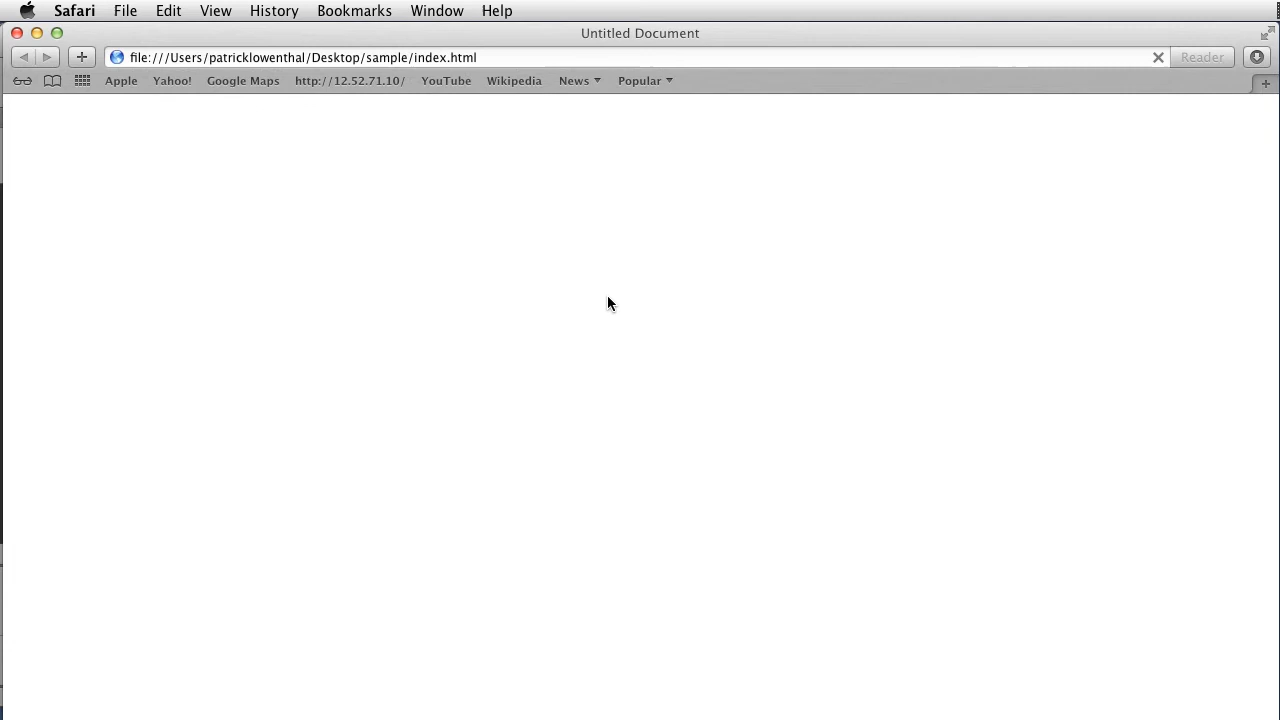 Safari File Edit View History Bookmarks Window Help
Untitled Document
file:///Users/patricklowenthal/Desktop/sample/index.html Reader
Apple Yahoo! Google Maps http://12.52.71.10/ YouTube Wikipedia News Popular